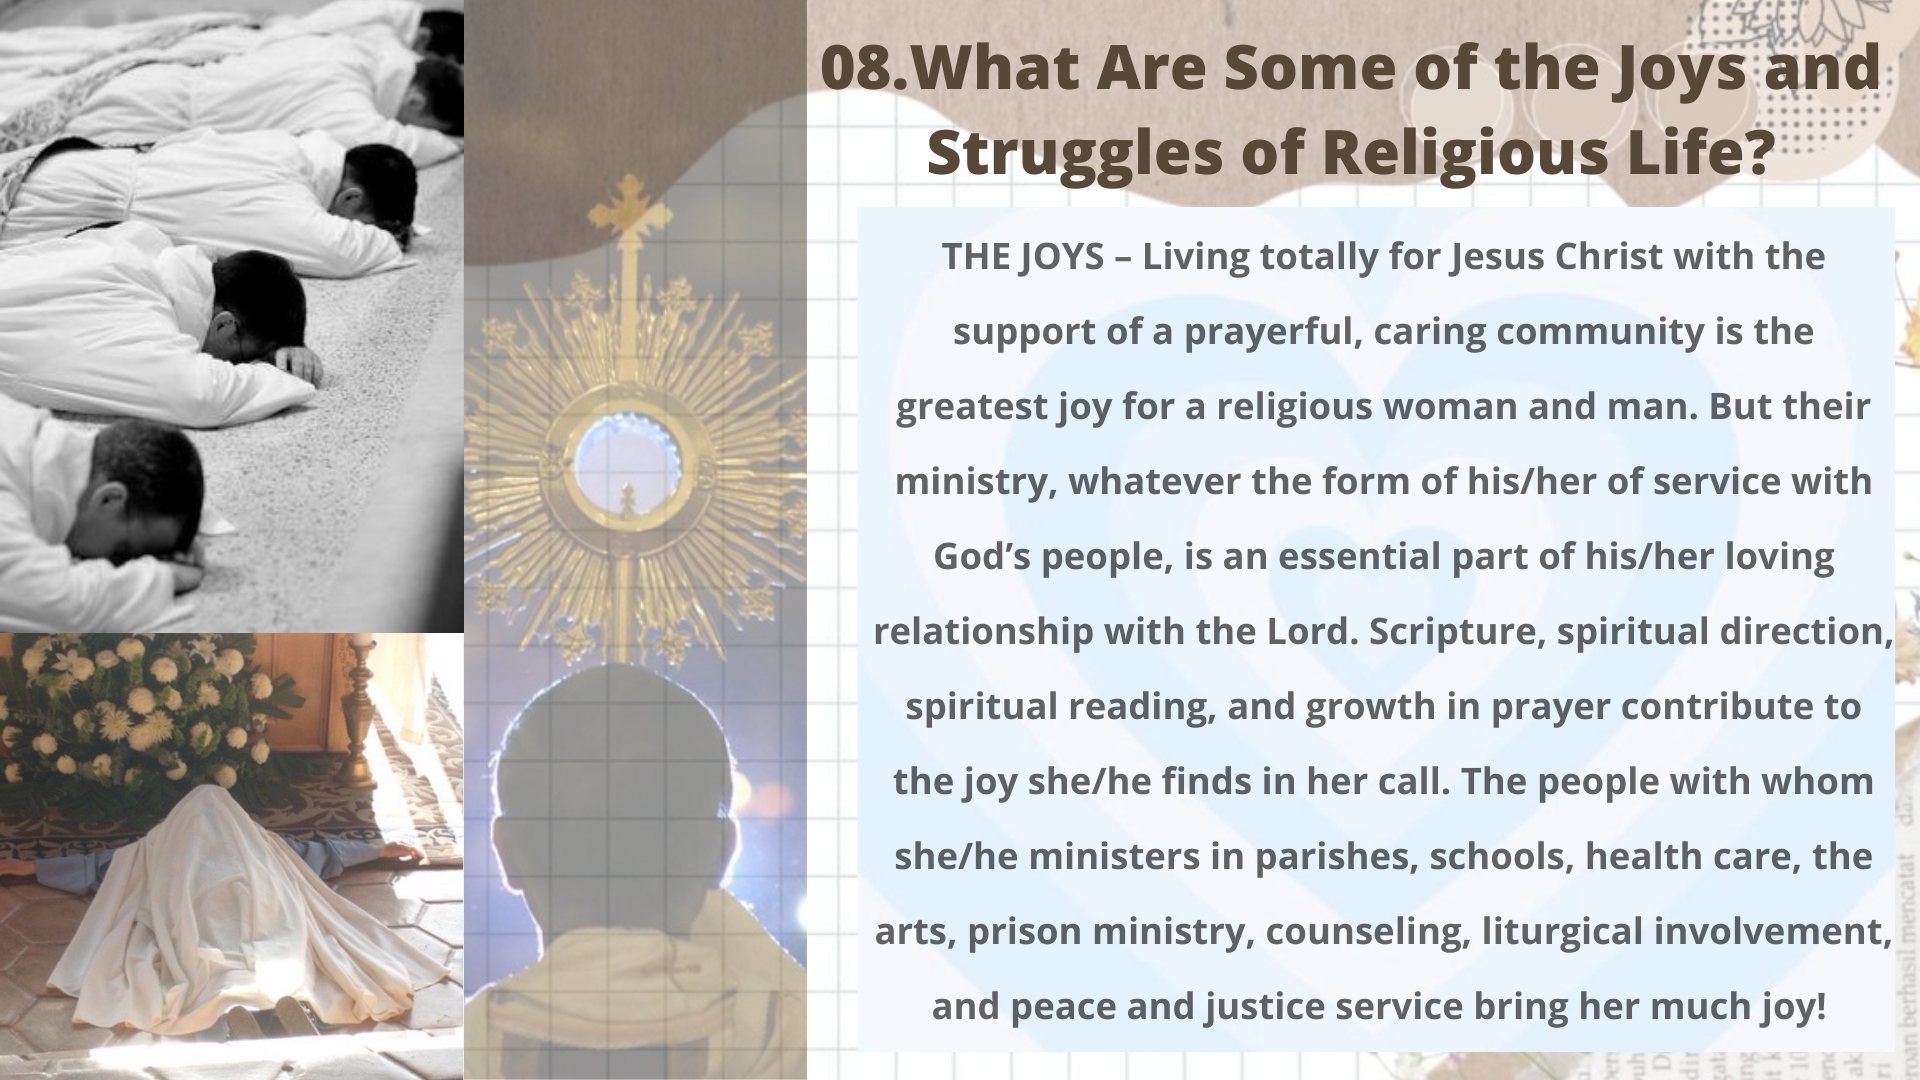 08.What Are Some of the Joys and
Struggles of Religious Life?
THE JOYS – Living totally for Jesus Christ with the
support of a prayerful, caring community is the
greatest joy for a religious woman and man. But their
ministry, whatever the form of his/her of service with
God’s people, is an essential part of his/her loving
relationship with the Lord. Scripture, spiritual direction,
spiritual reading, and growth in prayer contribute to
the joy she/he finds in her call. The people with whom
she/he ministers in parishes, schools, health care, the
arts, prison ministry, counseling, liturgical involvement,
and peace and justice service bring her much joy!
berhasil mencatat